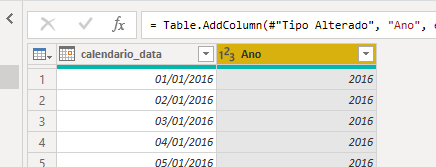 fx = Table.AddColumn(#"Tipo Alterado", "Ano",
calendario_data 1²3 Ano
1 01/01/2016 2016
2 02/01/2016 2016
3 03/01/2016 2016
4 04/01/2016 2016
5 05/01/2016 2016